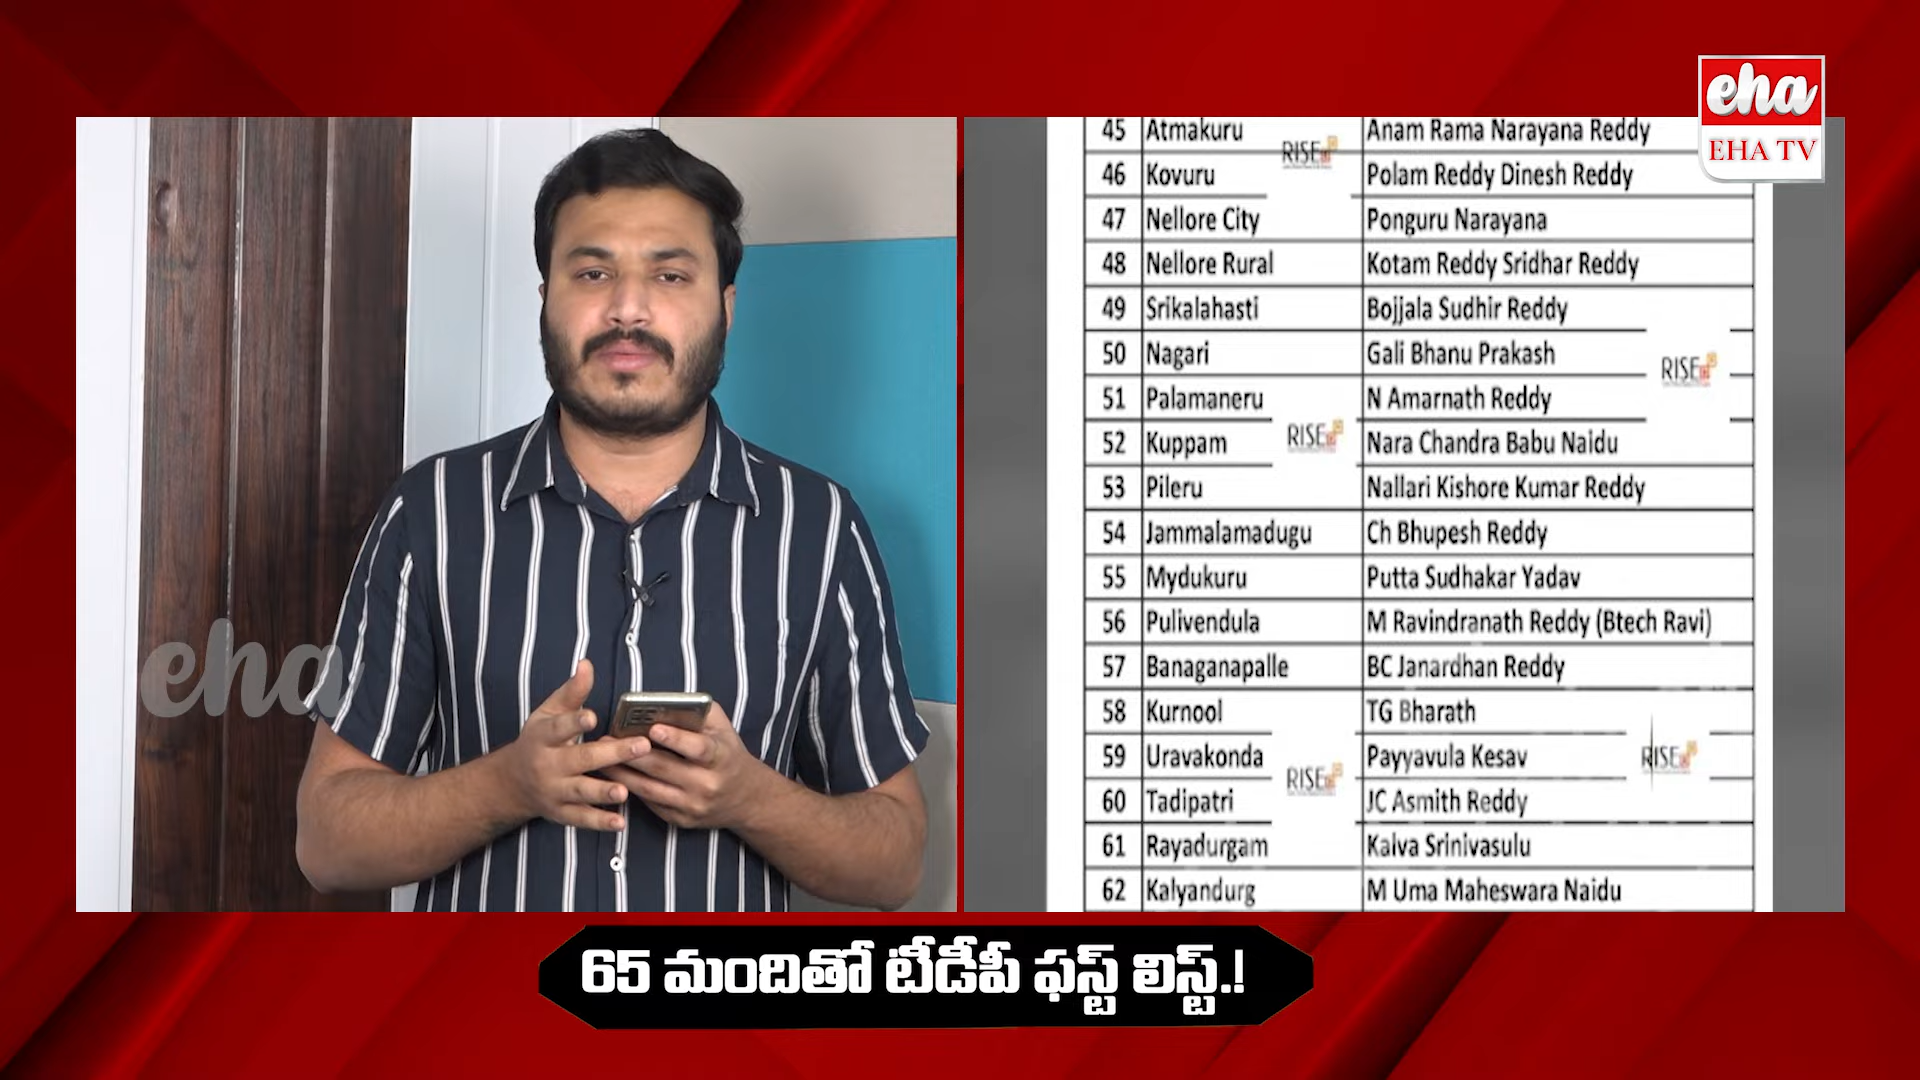 eha
EHA TV
45 Atmakuru Anam Rama Narayana Reddy
RISE
46 Kovuru Polam Reddy Dinesh Reddy
47 Nellore City Ponguru Narayana
48 Nellore Rural Kotam Reddy Sridhar Reddy
49 Srikalahasti Bojjala Sudhir Reddy
50 Nagari Gali Bhanu Prakash
RISE
51 Palamaneru N Amarnath Reddy
52 Kuppam RISE Nara Chandra Babu Naidu
53 Pileru Nallari Kishore Kumar Reddy
54 Jammalamadugu Ch Bhupesh Reddy
55 Mydukuru Putta Sudhakar Yadav
56 Pulivendula M Ravindranath Reddy (Btech Ravi)
57 Banaganapalle BC Janardhan Reddy
58 Kurnool TG Bharath
59 Uravakonda Payyavula Kesav RISE
RISE
60 Tadipatri JC Asmith Reddy
61 Rayadurgam Kalva Srinivasulu
62 Kalyandurg M Uma Maheswara Naidu
eha
65 మందితో టీడీపీ ఫస్ట్ లిస్ట్.!